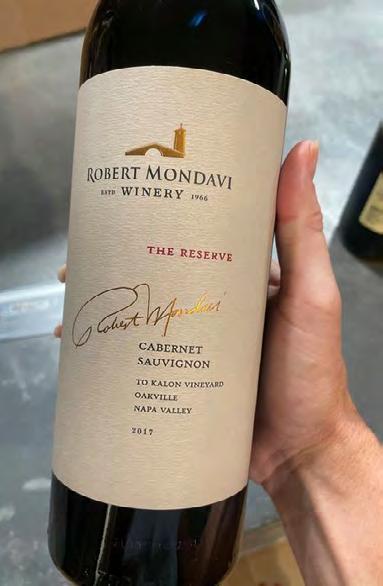 ROBERT MONDAVI
ESTD WINERY 1966
THE RESERVE
Robert Mondavi
CABERNET
SAUVIGNON
TO KALON VINEYARD
OAKVILLE
NAPA VALLEY
2017